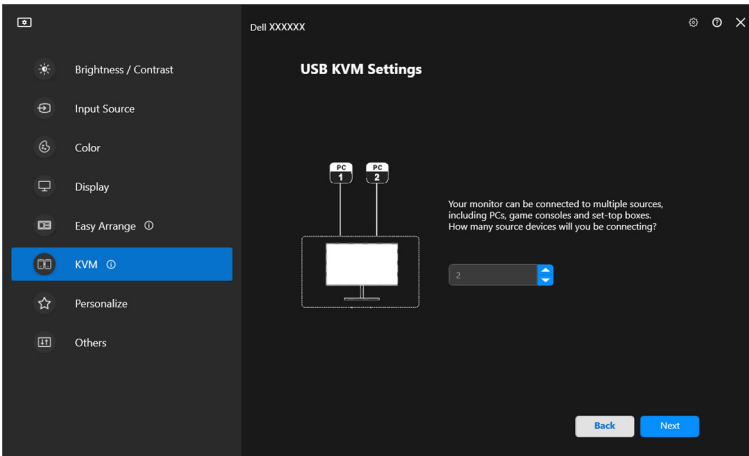 Dell XXXXXX
Brightness / Contrast
Input Source
Color
Display
Easy Arrange
KVM
Personalize
Others
USB KVM Settings
PC
1
PC
2
Your monitor can be connected to multiple sources,
including PCs, game consoles and set-top boxes.
How many source devices will you be connecting?
2
Back
Next